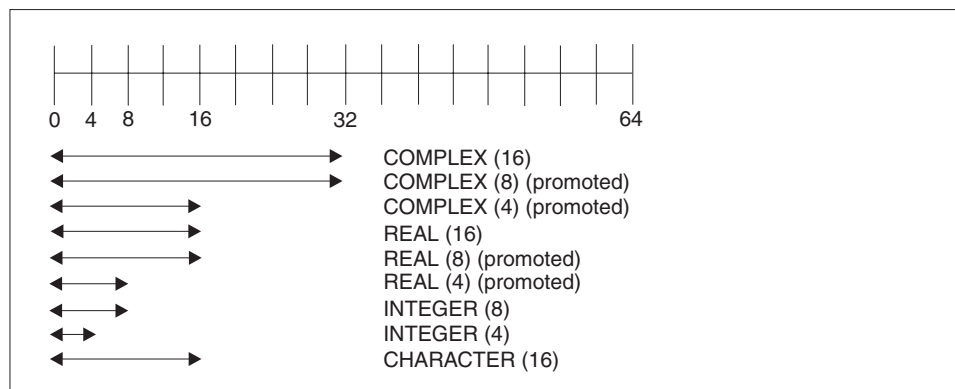 0 4 8 16 32 64
COMPLEX (16)
COMPLEX (8) (promoted)
COMPLEX (4) (promoted)
REAL (16)
REAL (8) (promoted)
REAL (4) (promoted)
INTEGER (8)
INTEGER (4)
CHARACTER (16)